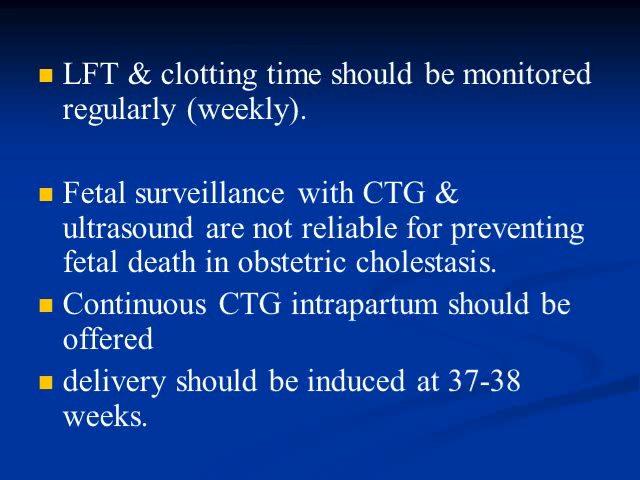 LFT & clotting time should be monitored
regularly (weekly).
Fetal surveillance with CTG &
ultrasound are not reliable for preventing
fetal death in obstetric cholestasis.
Continuous CTG intrapartum should be
offered
delivery should be induced at 37-38
weeks.